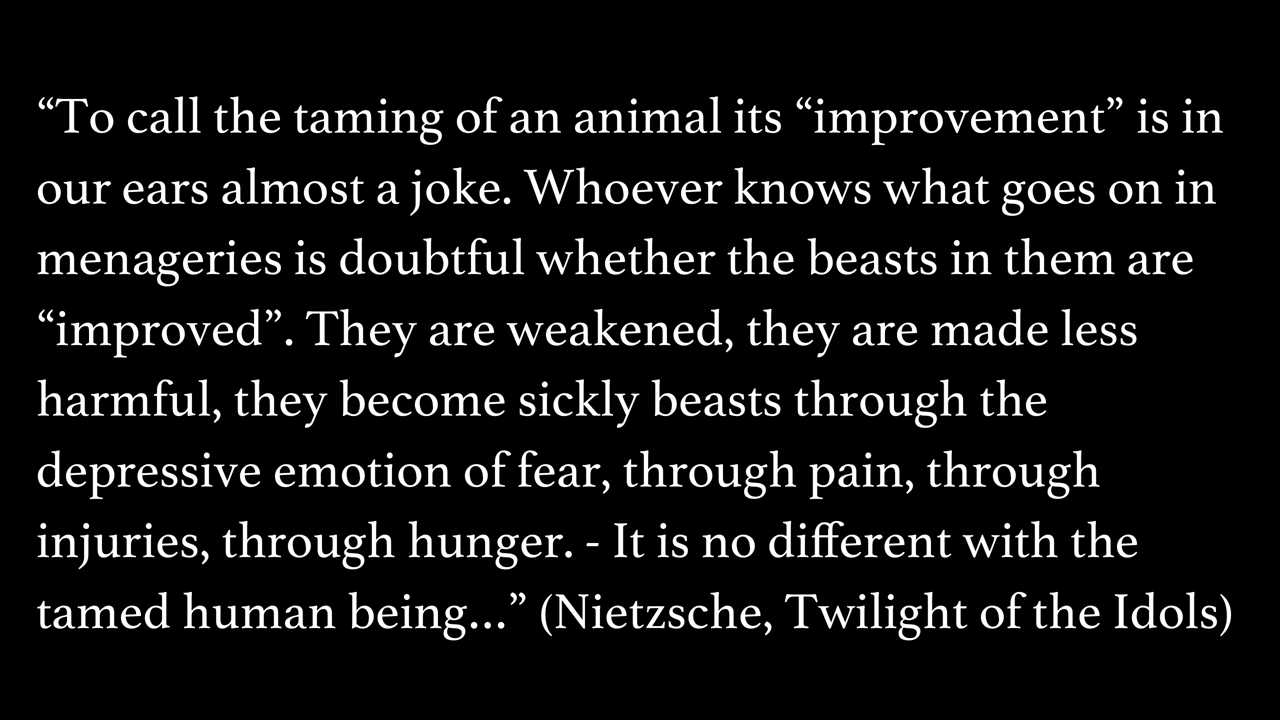 “To call the taming of an animal its “improvement” is in
our ears almost a joke. Whoever knows what goes on in
menageries is doubtful whether the beasts in them are
“improved”. They are weakened, they are made less
harmful, they become sickly beasts through the
depressive emotion of fear, through pain, through
injuries, through hunger. - It is no different with the
tamed human being...” (Nietzsche, Twilight of the Idols)